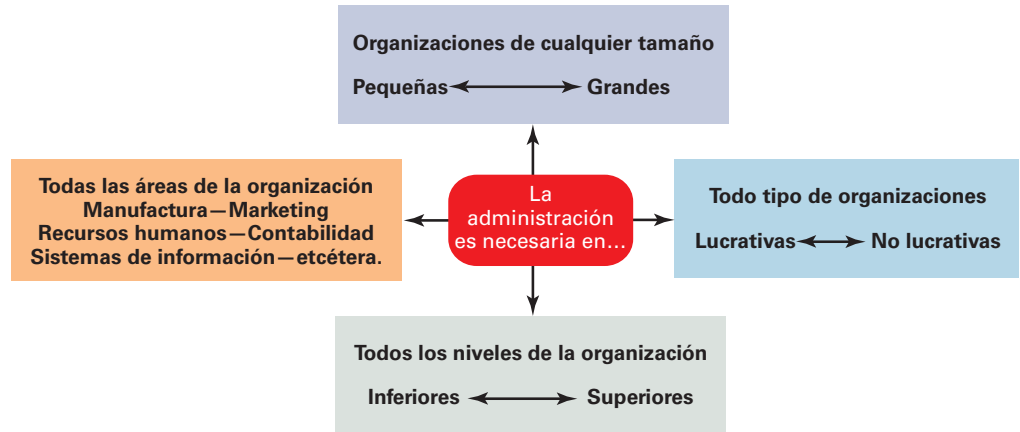 Organizaciones de cualquier tamaño
Pequeñas Grandes
Todas las áreas de la organización
Manufactura—Marketing
Recursos humanos—Contabilidad
Sistemas de información—etcétera.
La
administración
es necesaria en...
Todo tipo de organizaciones
Lucrativas No lucrativas
Todos los niveles de la organización
Inferiores Superiores